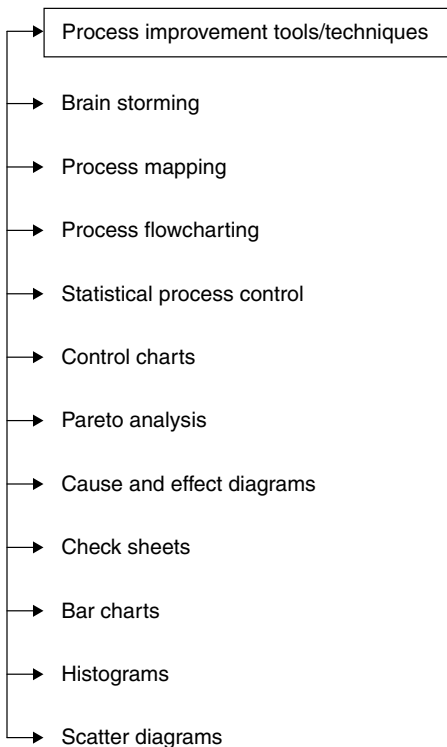 Process improvement tools/techniques
Brain storming
Process mapping
Process flowcharting
Statistical process control
Control charts
Pareto analysis
Cause and effect diagrams
Check sheets
Bar charts
Histograms
Scatter diagrams